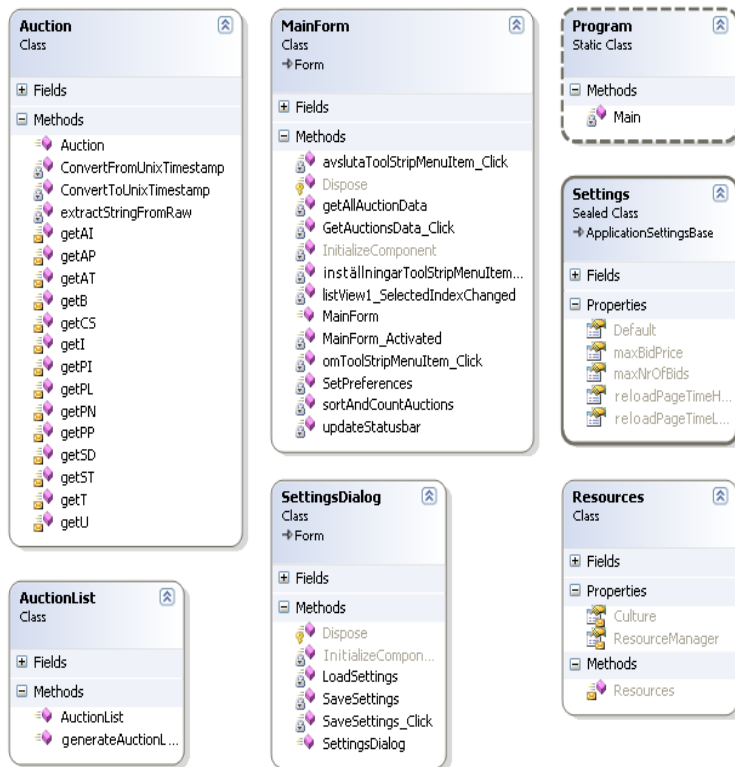 Auction
Class
Fields
Methods
Auction
ConvertFromUnixTimestamp
ConvertToUnixTimestamp
extractStringFromRaw
getAI
getAP
getAT
getB
getCS
getI
getPI
getPL
getPN
getPP
getSD
getST
getT
getU
AuctionList
Class
Fields
Methods
AuctionList
generateAuctionL...
MainForm
Class
Form
Fields
Methods
avslutaToolStripMenuItem_Click
Dispose
getAllAuctionData
GetAuctionsData_Click
InitializeComponent
inställningarToolStripMenuItem...
listView1_SelectedIndexChanged
MainForm
MainForm_Activated
omToolStripMenuItem_Click
SetPreferences
sortAndCountAuctions
updateStatusbar
SettingsDialog
Class
Form
Fields
Methods
Dispose
InitializeCompon...
LoadSettings
SaveSettings
SaveSettings_Click
SettingsDialog
Program
Static Class
Methods
Main
Settings
Sealed Class
ApplicationSettingsBase
Fields
Properties
Default
maxBidPrice
maxNrOfBids
reloadPageTimeH...
reloadPageTimeL...
Resources
Class
Fields
Properties
Culture
ResourceManager
Methods
Resources